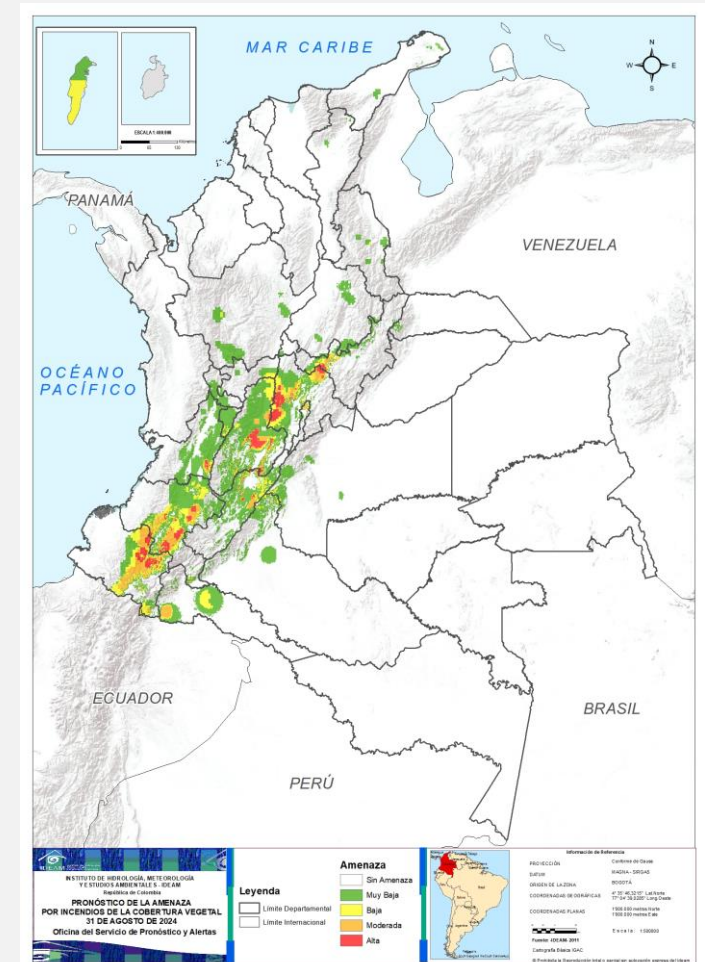 MAR CARIBE
N
W
E
S
PANAMÁ
VENEZUELA
OCÉANO
PACÍFICO
ECUADOR
BRASIL
PERÚ
INSTITUTO DE HIDROLOGÍA, METEOROLOGÍA
Y ESTUDIOS AMBIENTALES - IDEAM
República de Colombia
PRONÓSTICO DE LA AMENAZA
POR INCENDIOS DE LA COBERTURA VEGETAL
31 DE AGOSTO DE 2024
Oficina del Servicio de Pronóstico y Alertas
Leyenda
Límite Departamental
Límite Internacional
Amenaza
Sin Amenaza
Muy Baja
Baja
Moderada
Alta
Información de Referencia
PROYECCIÓN
Conforme de Gauss
DATUM
MAGNA - SIRGAS
ORIGEN DE LA ZONA
BOGOTÁ
COORDENADAS GEOGRÁFICAS
COORDENADAS PLANAS
Fuente: IDEAM
Cartografía Básica IGAC